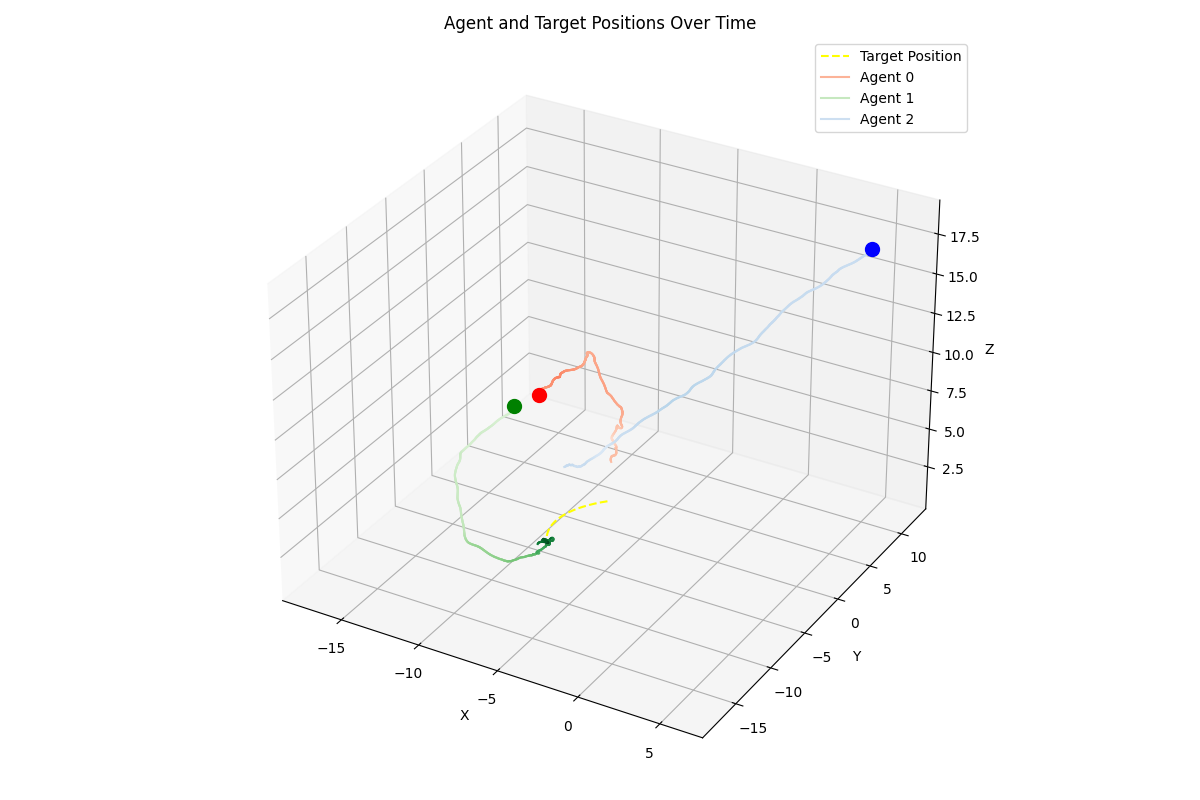 Agent and Target Positions Over Time
Target Position
Agent 0
Agent 1
Agent 2
17.5
15.0
12.5
10.0
7.5
5.0
2.5
Z
10
5
0
−5
−10
−15
Y
−15
−10
−5
0
5
X